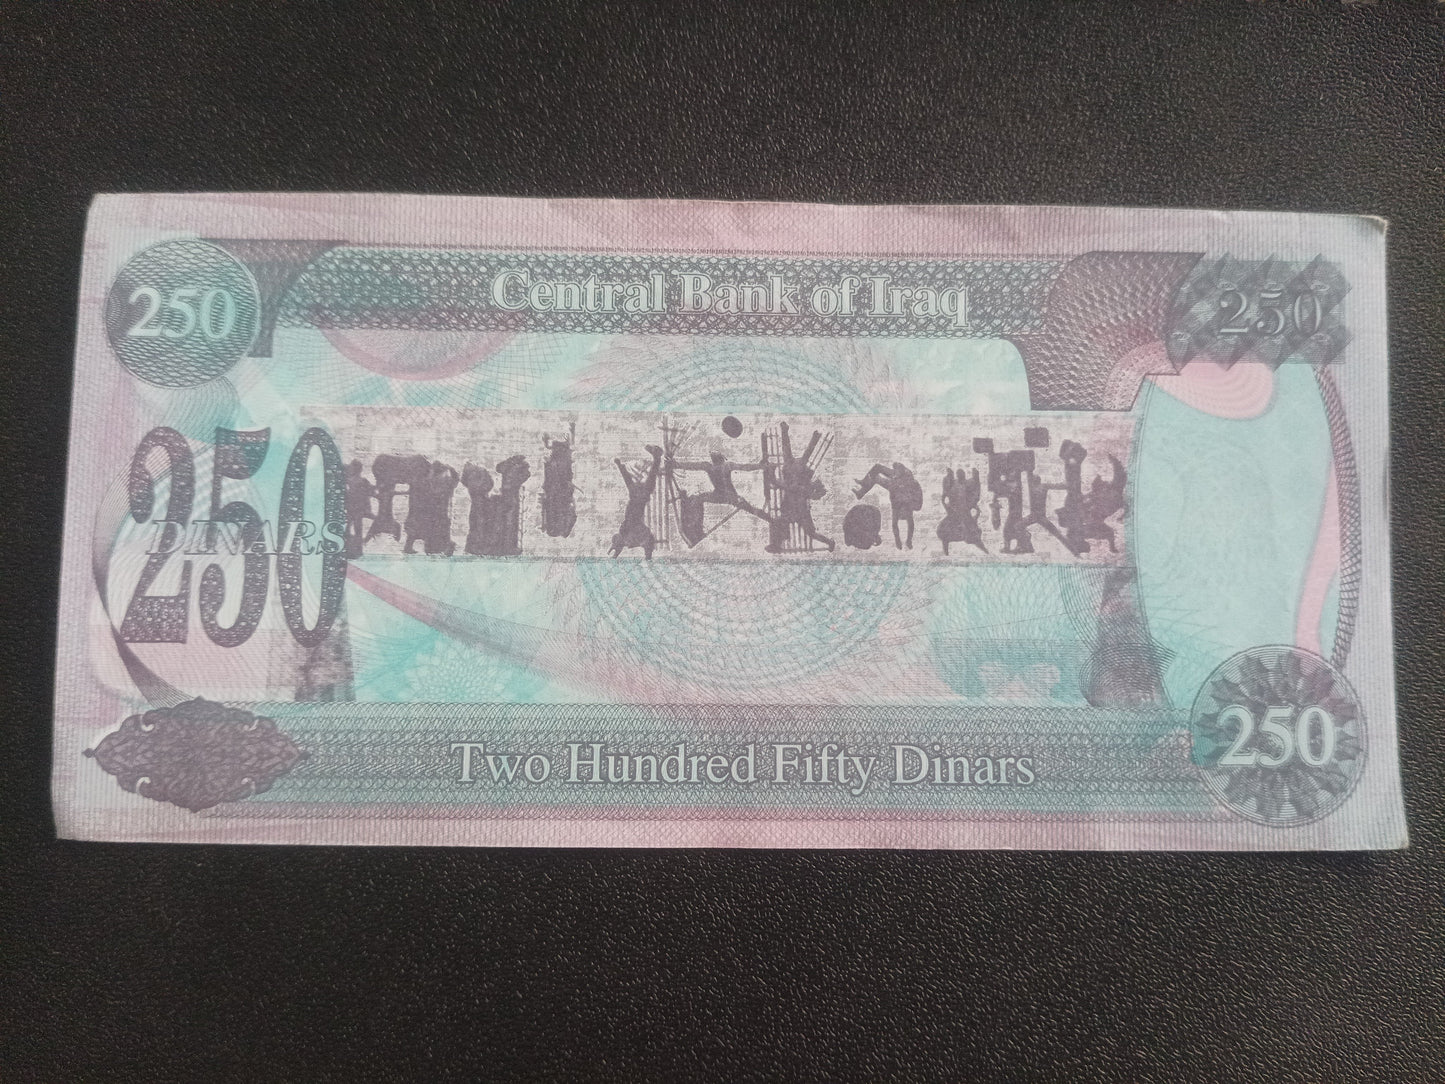 250
Central Bank of Iraq
250
250
DINARS
Two Hundred Fifty Dinars
250